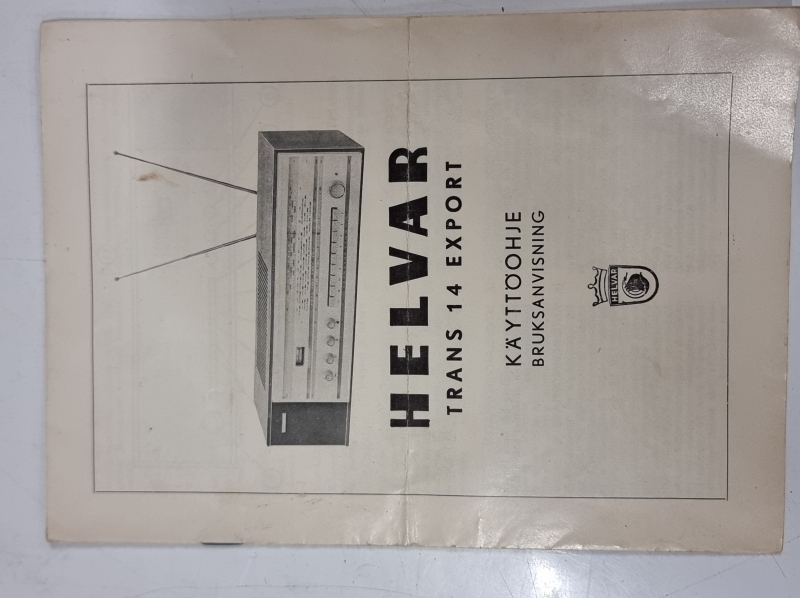 HELVAR
TRANS 14 EXPORT
KÄYTTÖOHJE
BRUKSANVISNING
HELVAR